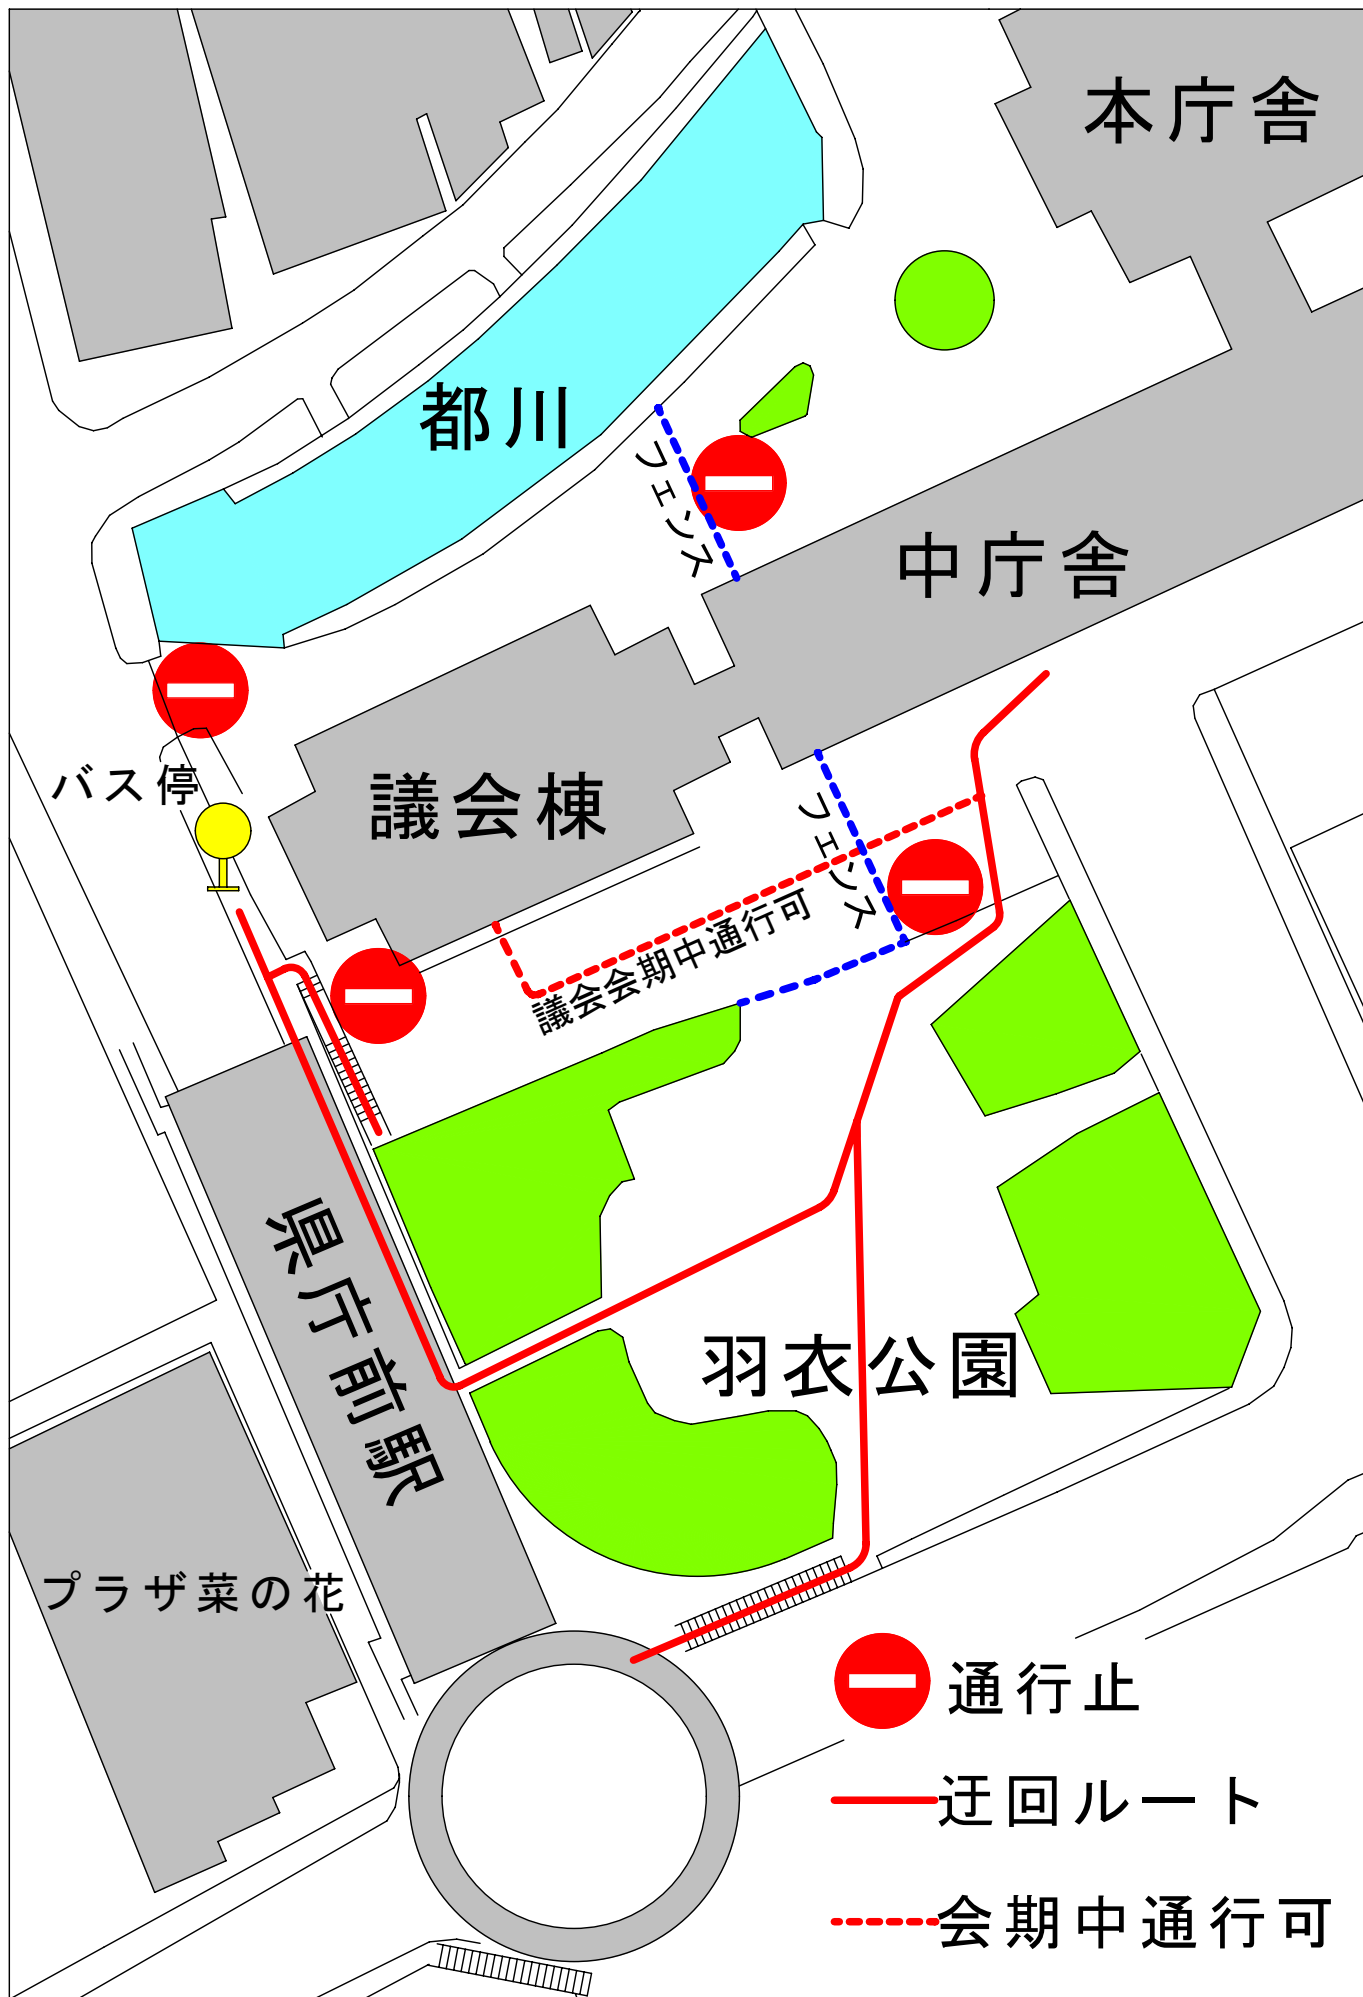 本庁舎
都川
フェンス
中庁舎
バス停
議会棟
フェンス
議会会期中通行可
県庁前駅
羽衣公園
プラザ菜の花
通行止
迂回ルート
会期中通行可